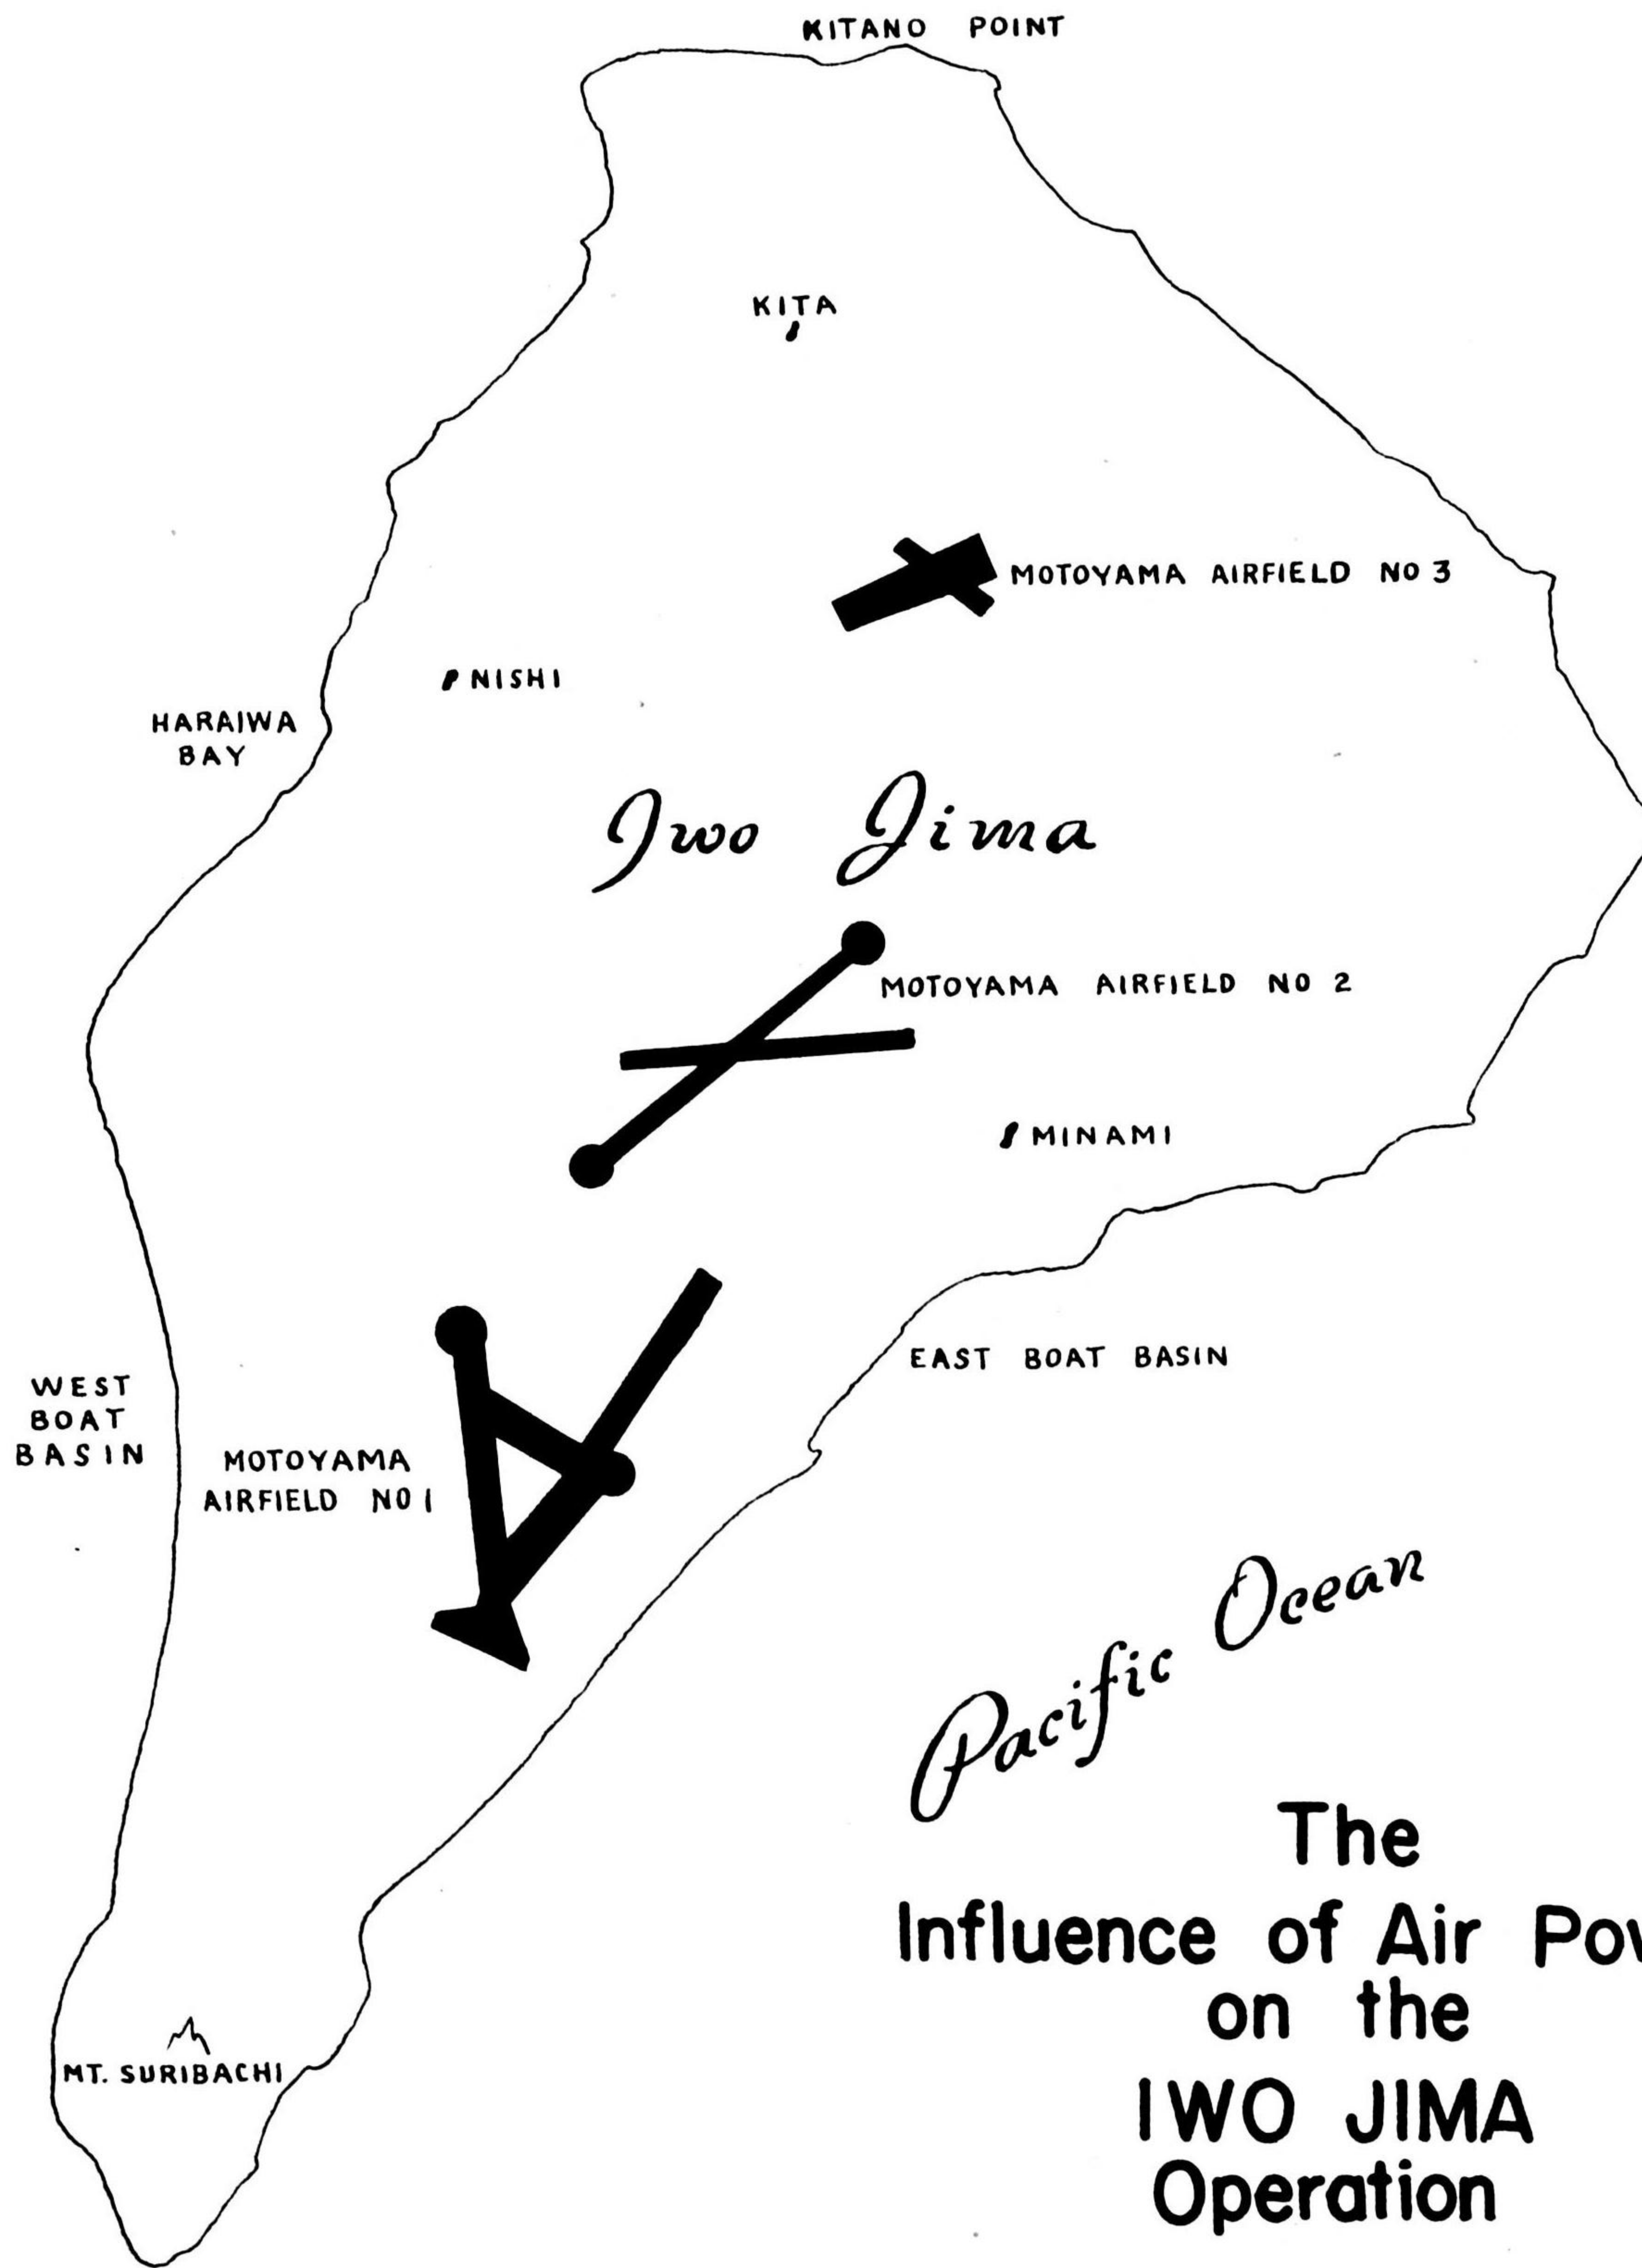 KITANO POINT
KITA
MOTOYAMA AIRFIELD NO 3
NISHI
HARAIWA
BAY
Iwo Jima
MOTOYAMA AIRFIELD NO 2
MINAMI
EAST BOAT BASIN
WEST
BOAT
BASIN
MOTOYAMA
AIRFIELD NO 1
Pacific Ocean
The
Influence of Air
on the
IWO JIMA
Operation
MT. SURIBACHI